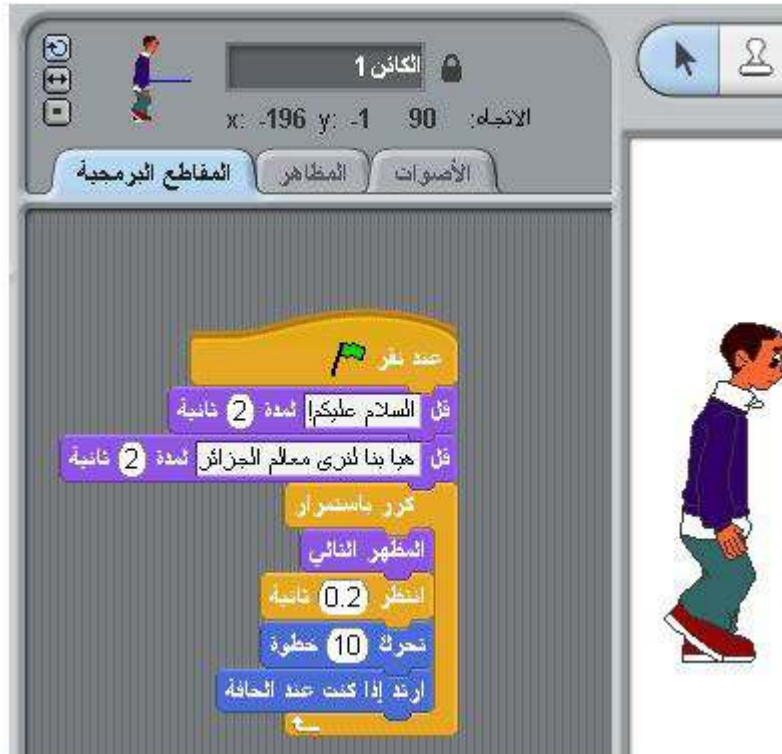 الكائن 1
x: -196 y: -1 90 الاتجاه:
المقاطع البرمجية المظاهر الأصوات
عند نقر
قل السلام عليكم! لمدة 2 ثانية
قل هيا بنا لنرى معالم الجزائر لمدة 2 ثانية
كرر باستمرار
المظهر التالي
انتظر 0.2 ثانية
تحرك 10 خطوة
ارتد إذا كنت عند الحافة